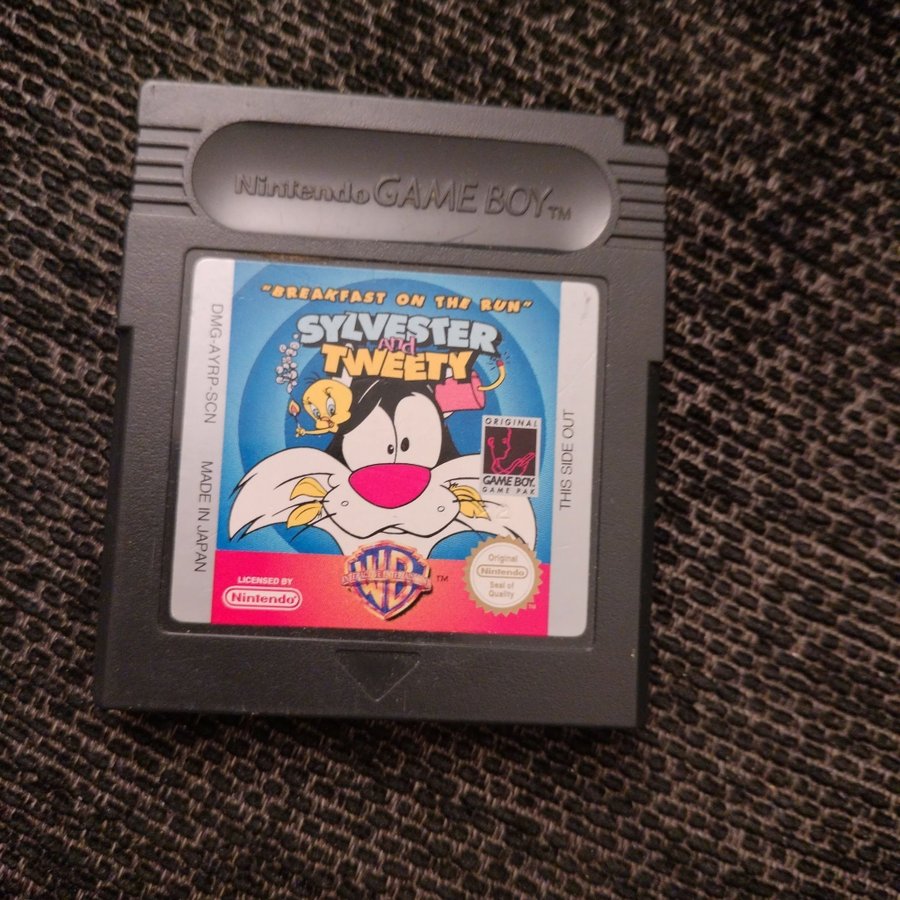 Nintendo GAME BOY™
"BREAKFAST ON THE RUN"
SYLVESTER
and
TWEETY
DMG-AYRP-SCN
MADE IN JAPAN
ORIGINAL
GAME BOY
GAME PAK
THIS SIDE OUT
LICENSED BY
Nintendo
WB
TM
Original
Nintendo
Seal of
Quality